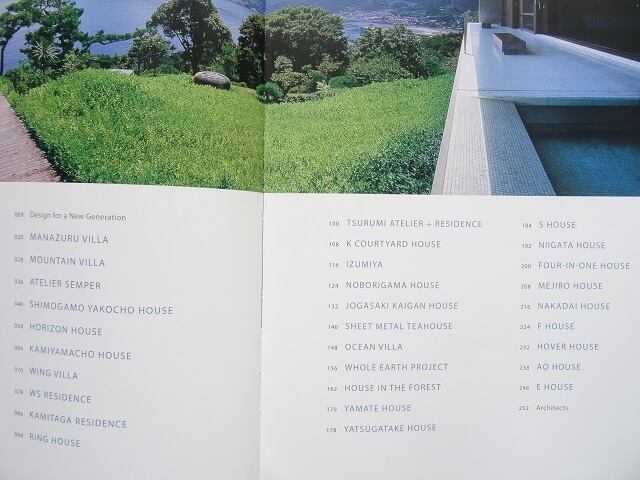 009 Design for a New Generation
020 MANAZURU VILLA
028 MOUNTAIN VILLA
036 ATELIER SEMPER
048 SHIMOGAMO YAKOCHO HOUSE
054 HORIZON HOUSE
064 KAMIYAMACHO HOUSE
070 WING VILLA
078 WS RESIDENCE
086 KAMITAGA RESIDENCE
094 RING HOUSE
100 TSURUMI ATELIER + RESIDENCE
108 K COURTYARD HOUSE
116 IZUMIYA
124 NOBORIGAMA HOUSE
132 JOGASAKI KAIGAN HOUSE
140 SHEET METAL TEAHOUSE
148 OCEAN VILLA
156 WHOLE EARTH PROJECT
162 HOUSE IN THE FOREST
170 YAMATE HOUSE
178 YATSUGATAKE HOUSE
184 S HOUSE
192 NIIGATA HOUSE
200 FOUR-IN-ONE HOUSE
208 MEJIRO HOUSE
216 NAKADAI HOUSE
224 F HOUSE
232 HOVER HOUSE
238 AO HOUSE
246 E HOUSE
252 Architects